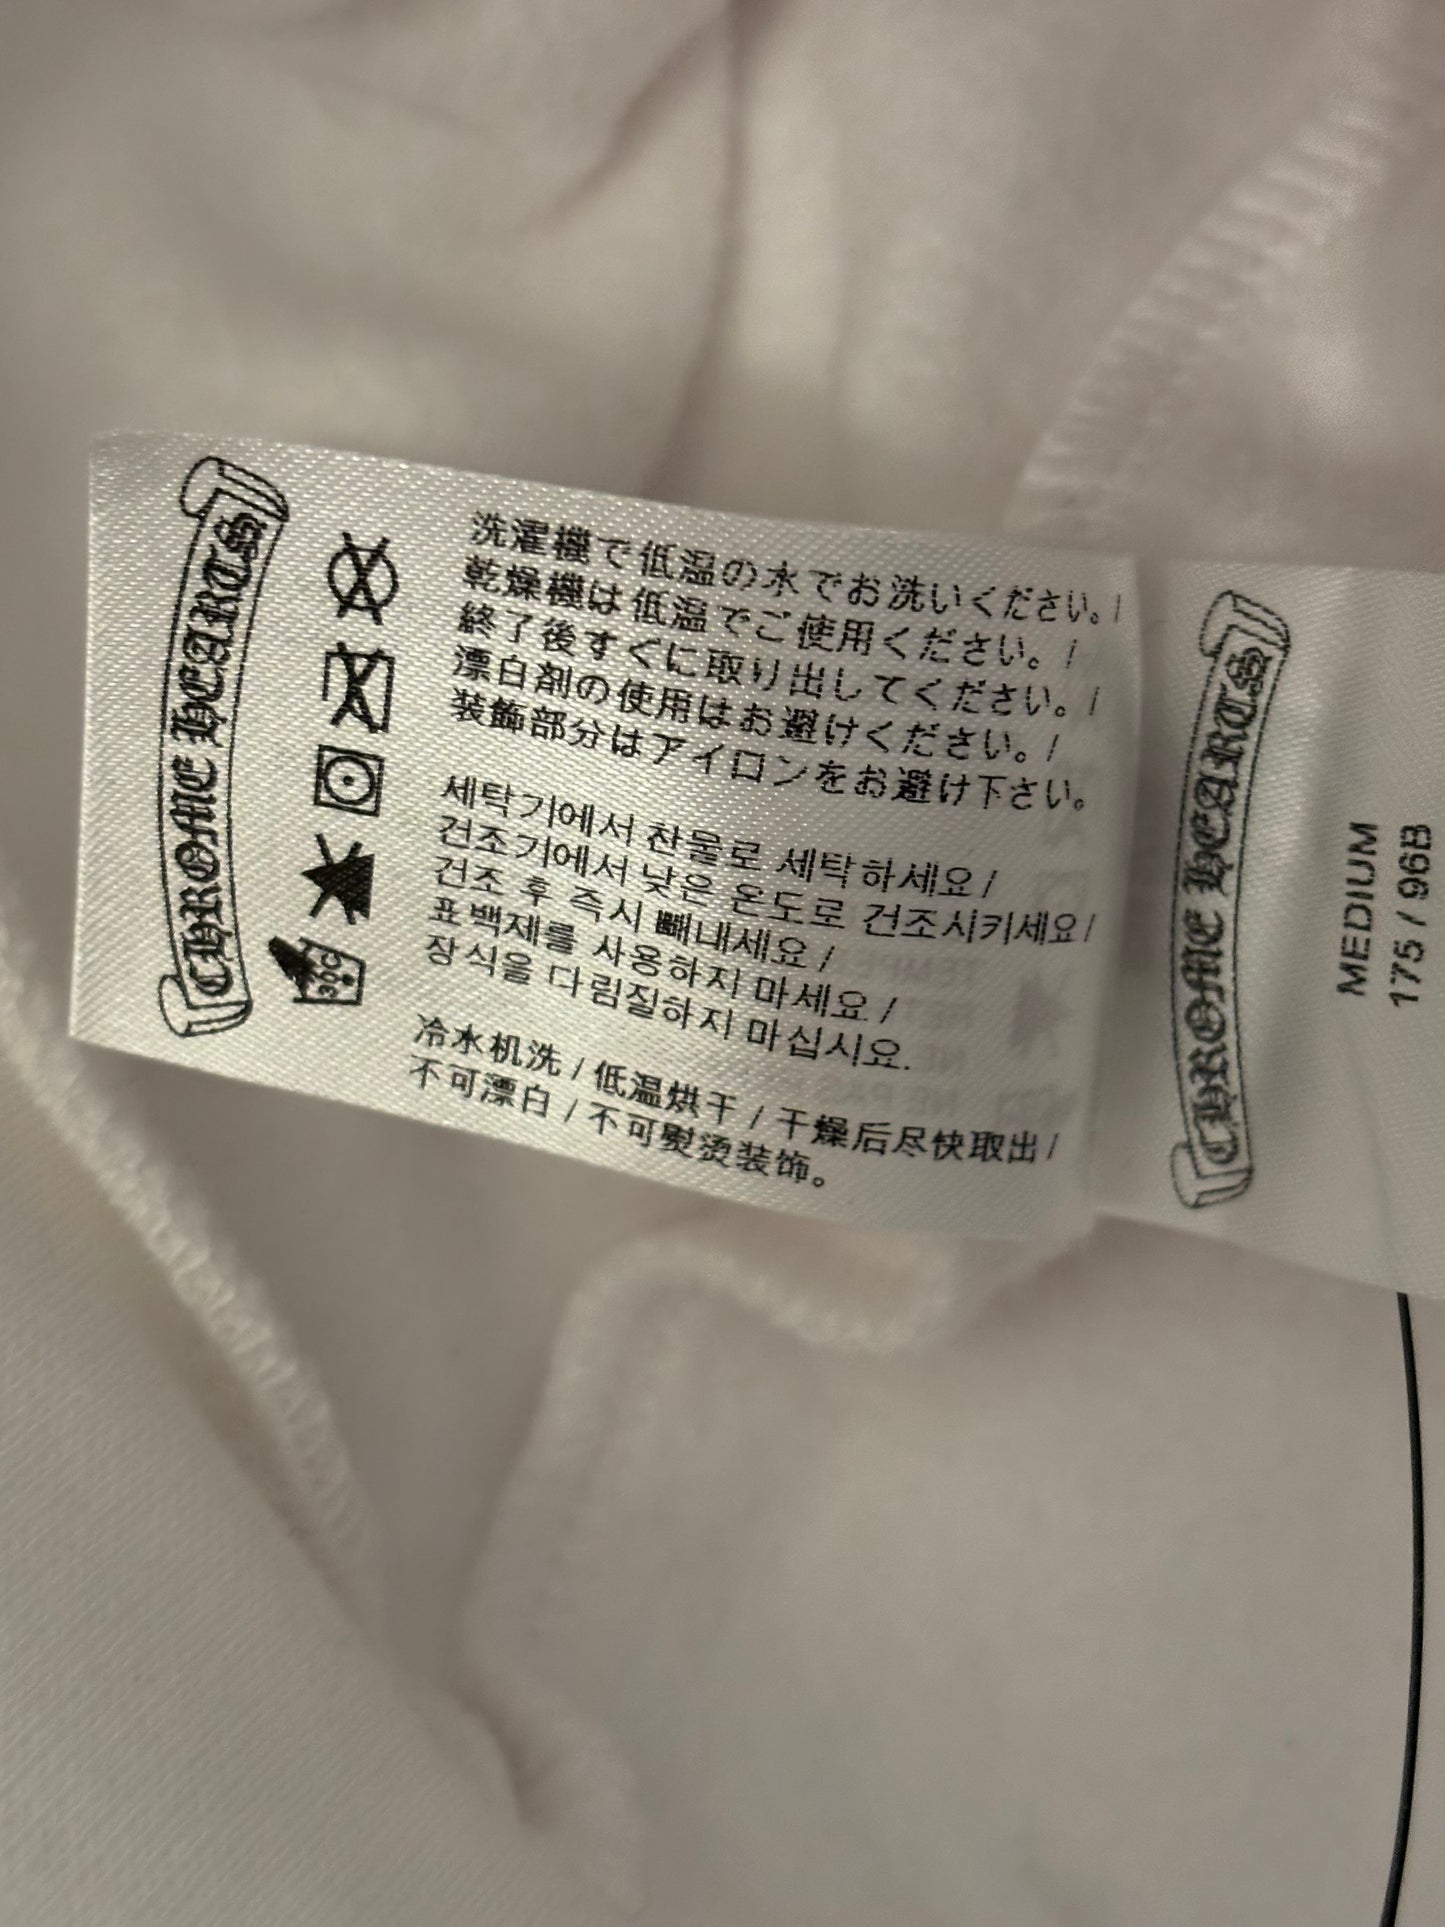 CHROME HEARTS
洗濯機で低温の水でお洗いください。/
乾燥機は低温でご使用ください。/
終了後すぐに取り出してください。/
漂白剤の使用はお避けください。/
装飾部分はアイロンをお避け下さい。
세탁기에서 찬물로 세탁하세요/
건조기에서 낮은 온도로 건조시키세요/
건조 후 즉시 빼내세요/
표백제를 사용하지 마세요/
장식을 다림질하지 마십시요.
冷水机洗/低温烘干/干燥后尽快取出/
不可漂白/不可熨烫装饰。
CHROME HEARTS
MEDIUM
175/96B